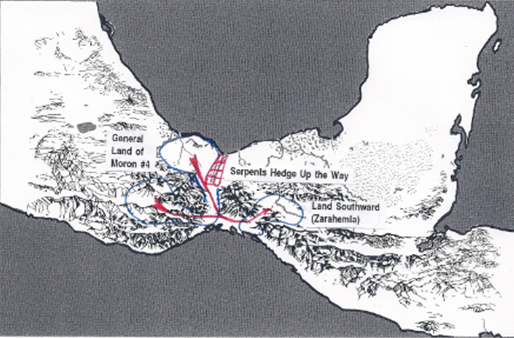 General
Land of
Moron #4
Serpents Hedge Up the Way
Land Southward
(Zarahemla)